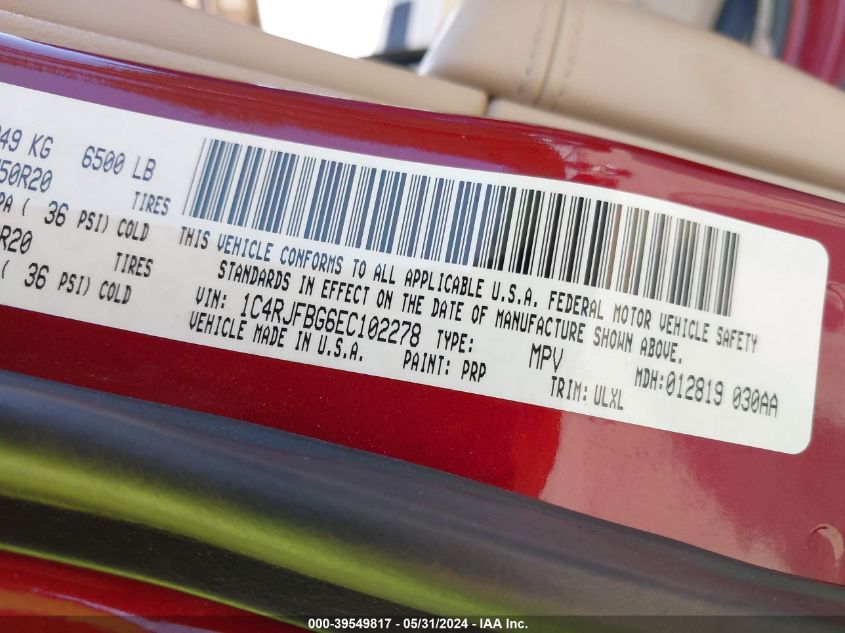 949 KG 6500 LB
50R20 TIRES
PA ( 36 PSI) COLD
R20 TIRES
( 36 PSI) COLD
THIS VEHICLE CONFORMS TO ALL APPLICABLE U.S.A. FEDERAL MOTOR VEHICLE SAFETY
STANDARDS IN EFFECT ON THE DATE OF MANUFACTURE SHOWN ABOVE.
VIN: 1C4RJFBG6EC102278 TYPE: MPV MDH:012819 030AA
VEHICLE MADE IN U.S.A. PAINT: PRP TRIM: ULXL
000-39549817 - 05/31/2024 - IAA Inc.